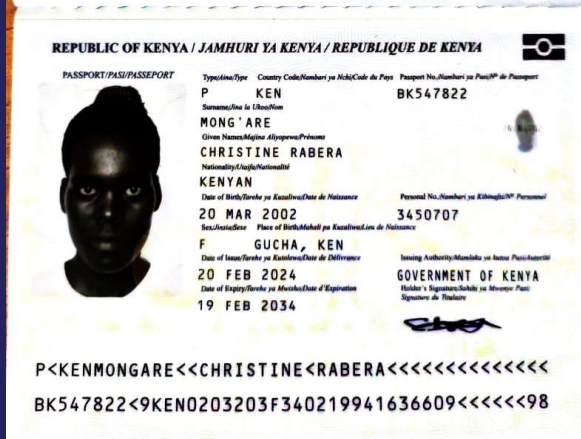 REPUBLIC OF KENYA / JAMHURI YA KENYA / REPUBLIQUE DE KENYA
PASSPORT/PASI/PASSEPORT
Type/Aina/Type Country Code/Nambari ya Nchi/Code du Pays Passport No./Nambari ya Pasi/Nº de Passeport
P KEN BK547822
Surname/Jina la Ukoo/Nom
MONG'ARE
Given Names/Majina Aliyopewa/Prénoms
CHRISTINE RABERA
Nationality/Utaifa/Nationalité
KENYAN
Date of Birth/Tarehe ya Kuzaliwa/Date de Naissance Personal No./Nambari ya Kibinafsi/Nº Personnel
20 MAR 2002 3450707
Sex/Jinsia/Sexe Place of Birth/Mahali pa Kuzaliwa/Lieu de Naissance
F GUCHA, KEN
Date of Issue/Tarehe ya Kutolewa/Date de Délivrance Issuing Authority/Mamlaka ya kutoa Pasi/Autorité
20 FEB 2024 GOVERNMENT OF KENYA
Date of Expiry/Tarehe ya Mwisho/Date d'Expiration Holder's Signature/Sahihi ya Mwenye Pasi/
Signature du Titulaire
19 FEB 2034
P<KENMONGARE<<CHRISTINE<RABERA<<<<<<<<<<<<<<
BK547822<9KEN0203203F340219941636609<<<<<<98